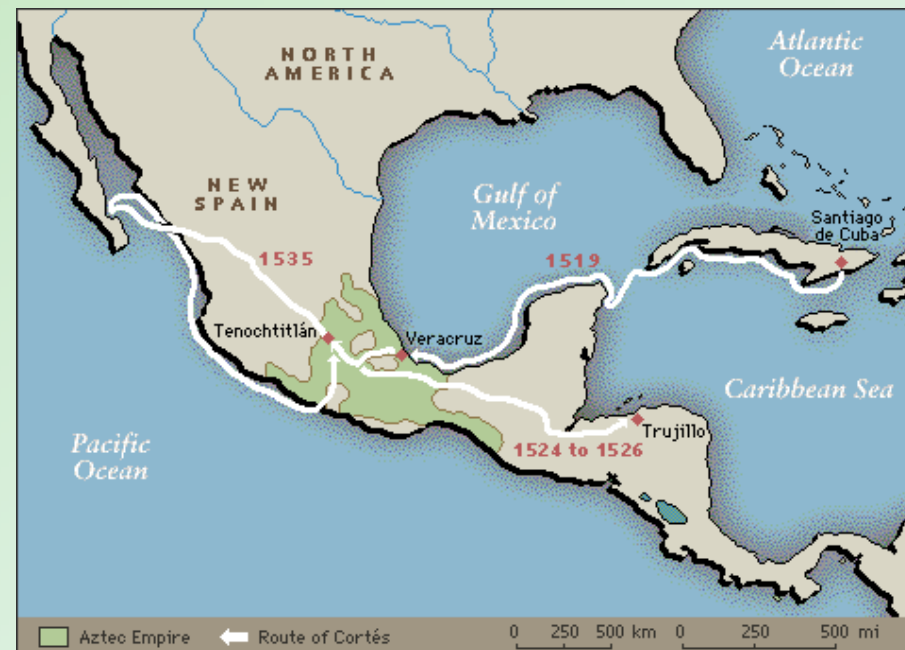 NORTH
AMERICA
Atlantic
Ocean
NEW
SPAIN
Gulf of
Mexico
Santiago
de Cuba
1535
1519
Tenochtitlán
Veracruz
Caribbean Sea
Pacific
Ocean
Trujillo
1524 to 1526
Aztec Empire
Route of Cortés
0 250 500 km
0 250 500 mi